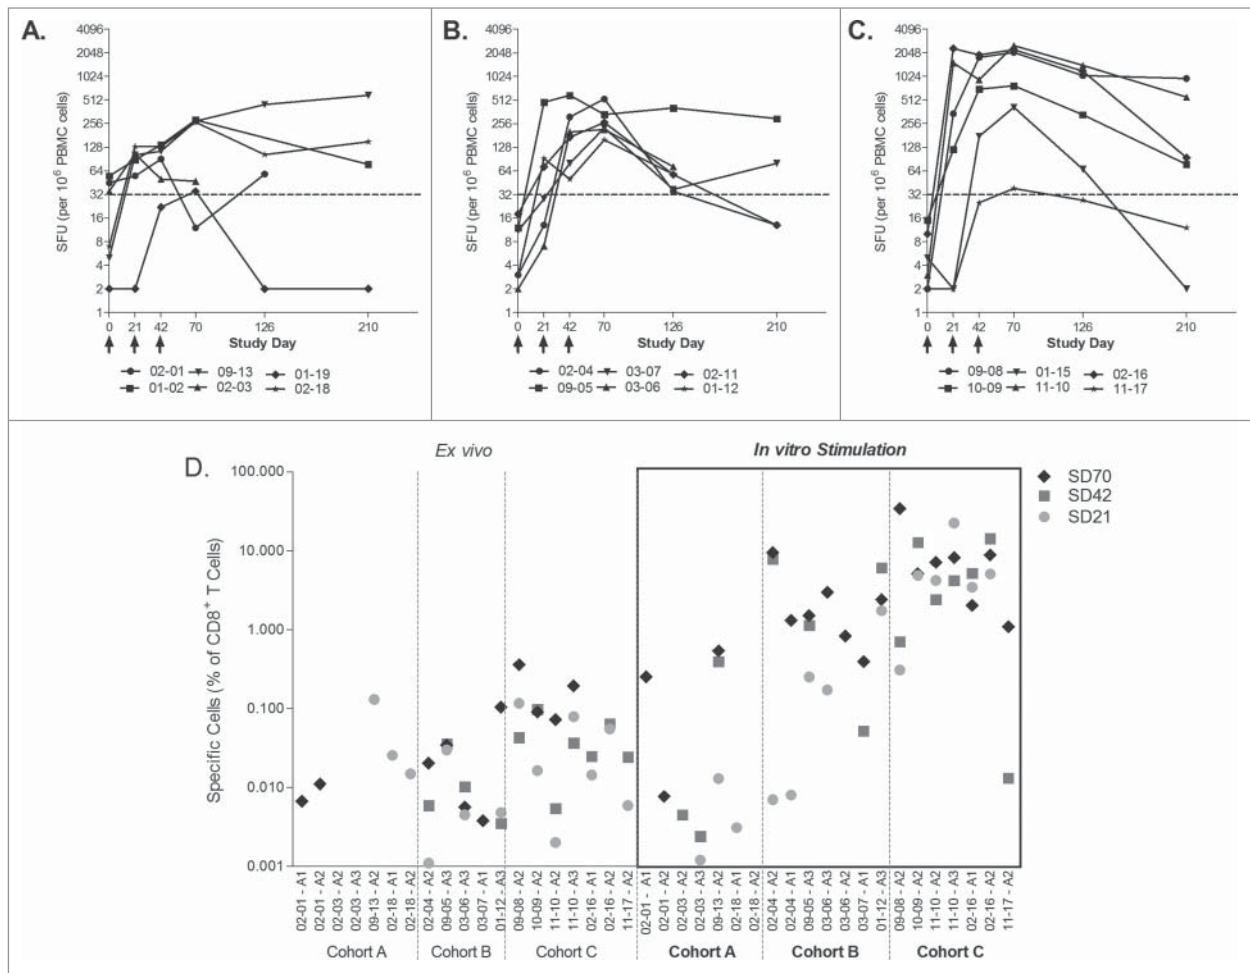 A.
4096
2048
1024
512
256
128
64
32
16
8
4
2
1
SFU (per 10⁶ PBMC cells)
0 21 42 70 126 210
Study Day
02-01 09-13 01-19
01-02 02-03 02-18
B.
4096
2048
1024
512
256
128
64
32
16
8
4
2
1
SFU (per 10⁶ PBMC cells)
0 21 42 70 126 210
Study Day
02-04 03-07 02-11
09-05 03-06 01-12
C.
4096
2048
1024
512
256
128
64
32
16
8
4
2
1
SFU (per 10⁶ PBMC cells)
0 21 42 70 126 210
Study Day
09-08 01-15 02-16
10-09 11-10 11-17
D.
Ex vivo
In vitro Stimulation
SD70
SD42
SD21
100.000
10.000
1.000
0.100
0.010
0.001
Specific Cells (% of CD8⁺ T Cells)
02-01 - A1
02-01 - A2
02-03 - A2
02-03 - A3
09-13 - A2
02-18 - A1
02-18 - A2
02-04 - A2
09-05 - A3
03-06 - A2
03-07 - A1
01-12 - A3
09-08 - A2
10-09 - A2
11-10 - A2
11-10 - A3
02-16 - A1
02-16 - A2
11-17 - A2
02-01 - A1
02-01 - A2
02-03 - A2
02-03 - A3
09-13 - A2
02-18 - A1
02-18 - A2
02-04 - A2
02-04 - A1
09-05 - A3
03-06 - A3
03-06 - A2
03-07 - A1
01-12 - A3
09-08 - A2
10-09 - A2
11-10 - A2
11-10 - A3
02-16 - A1
02-16 - A2
11-17 - A2
Cohort A Cohort B Cohort C Cohort A Cohort B Cohort C